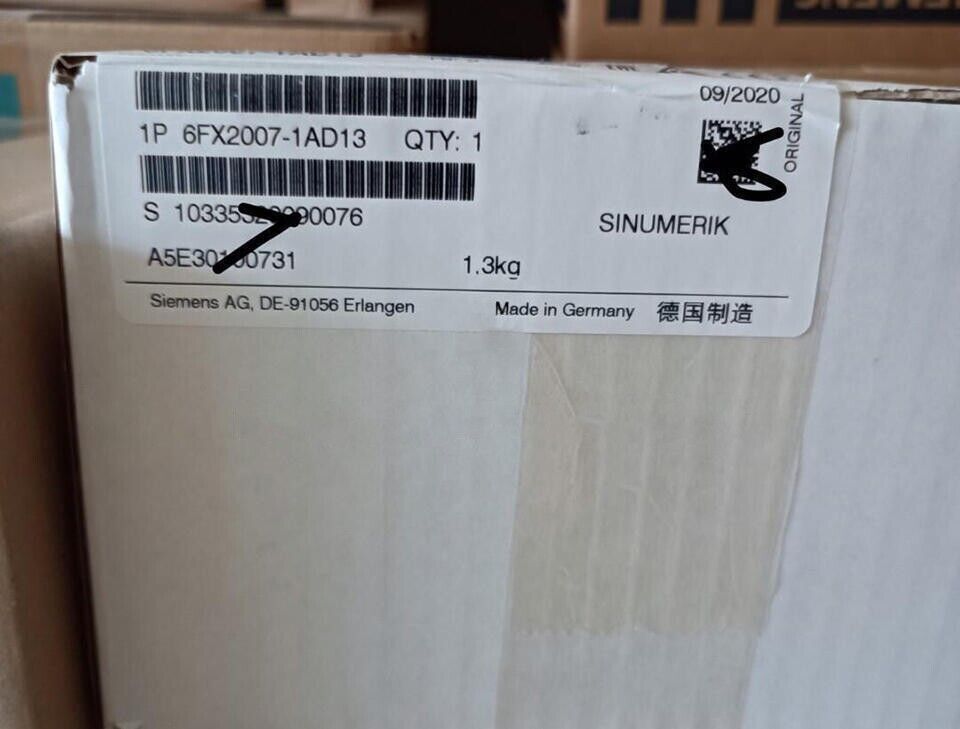 09/2020
ORIGINAL
1P 6FX2007-1AD13 QTY: 1
SINUMERIK
1.3kg
Siemens AG, DE-91056 Erlangen
Made in Germany 德国制造